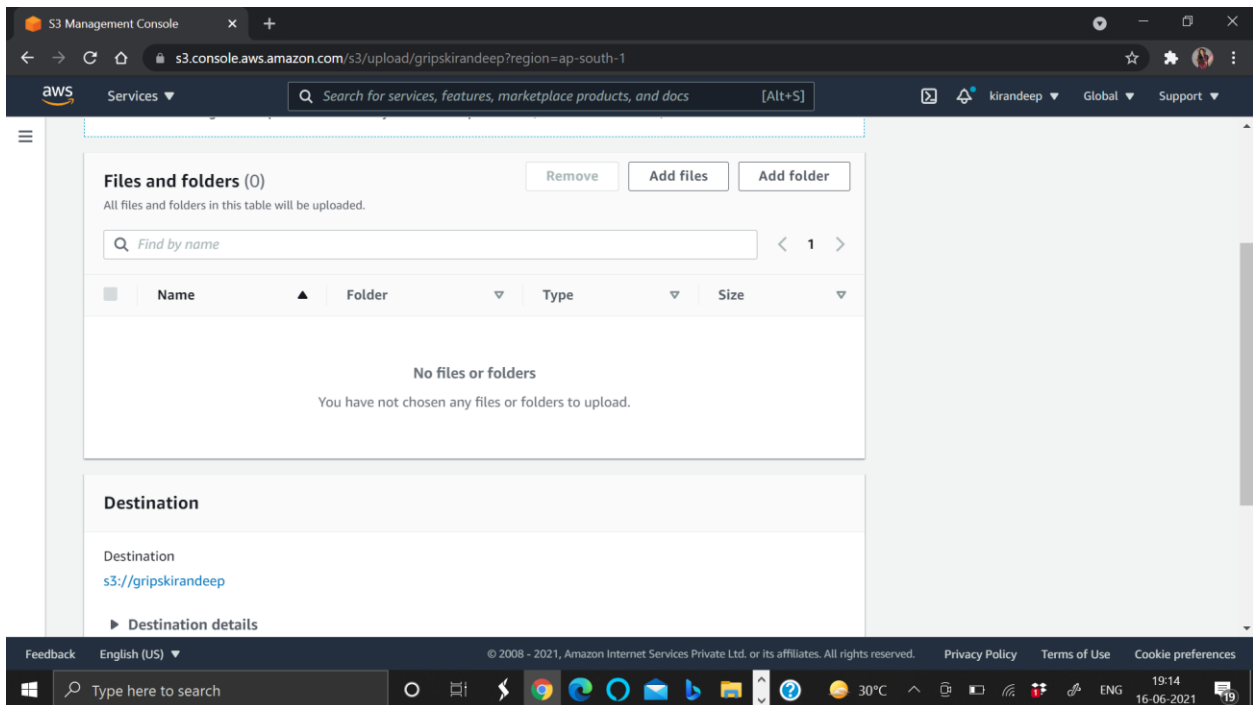 S3 Management Console
s3.console.aws.amazon.com/s3/upload/gripskirandeep?region=ap-south-1
aws Services Search for services, features, marketplace products, and docs [Alt+S] kirandeep Global Support
Files and folders (0) Remove Add files Add folder
All files and folders in this table will be uploaded.
Find by name 1
Name Folder Type Size
No files or folders
You have not chosen any files or folders to upload.
Destination
Destination
s3://gripskirandeep
Destination details
Feedback English (US) © 2008 - 2021, Amazon Internet Services Private Ltd. or its affiliates. All rights reserved. Privacy Policy Terms of Use Cookie preferences
Type here to search 30°C ENG 19:14
16-06-2021 19